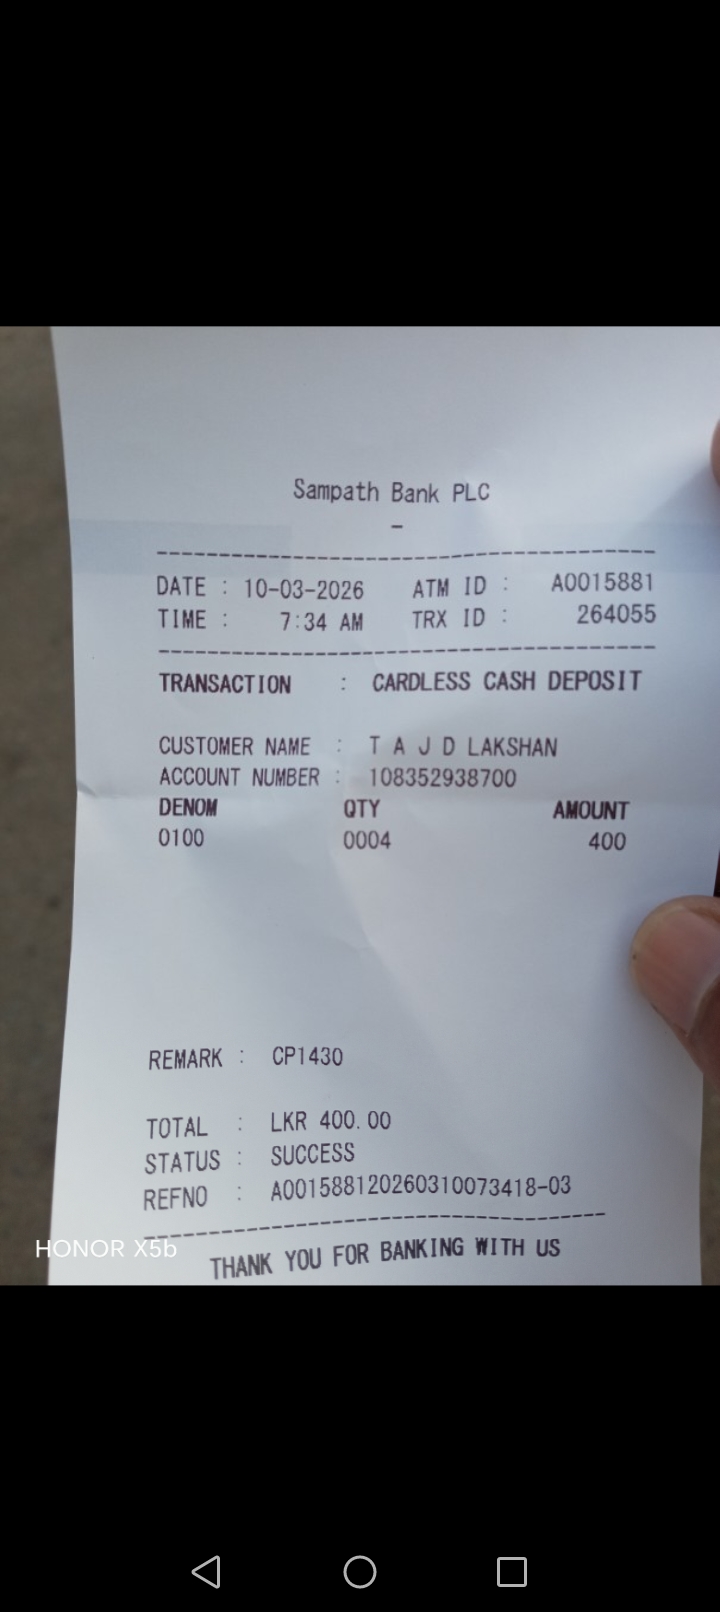 Sampath Bank PLC
-
DATE : 10-03-2026 ATM ID : A0015881
TIME : 7:34 AM TRX ID : 264055
TRANSACTION : CARDLESS CASH DEPOSIT
CUSTOMER NAME : T A J D LAKSHAN
ACCOUNT NUMBER : 108352938700
DENOM QTY AMOUNT
0100 0004 400
REMARK : CP1430
TOTAL : LKR 400.00
STATUS : SUCCESS
REFNO : A001588120260310073418-03
HONOR X5b
THANK YOU FOR BANKING WITH US